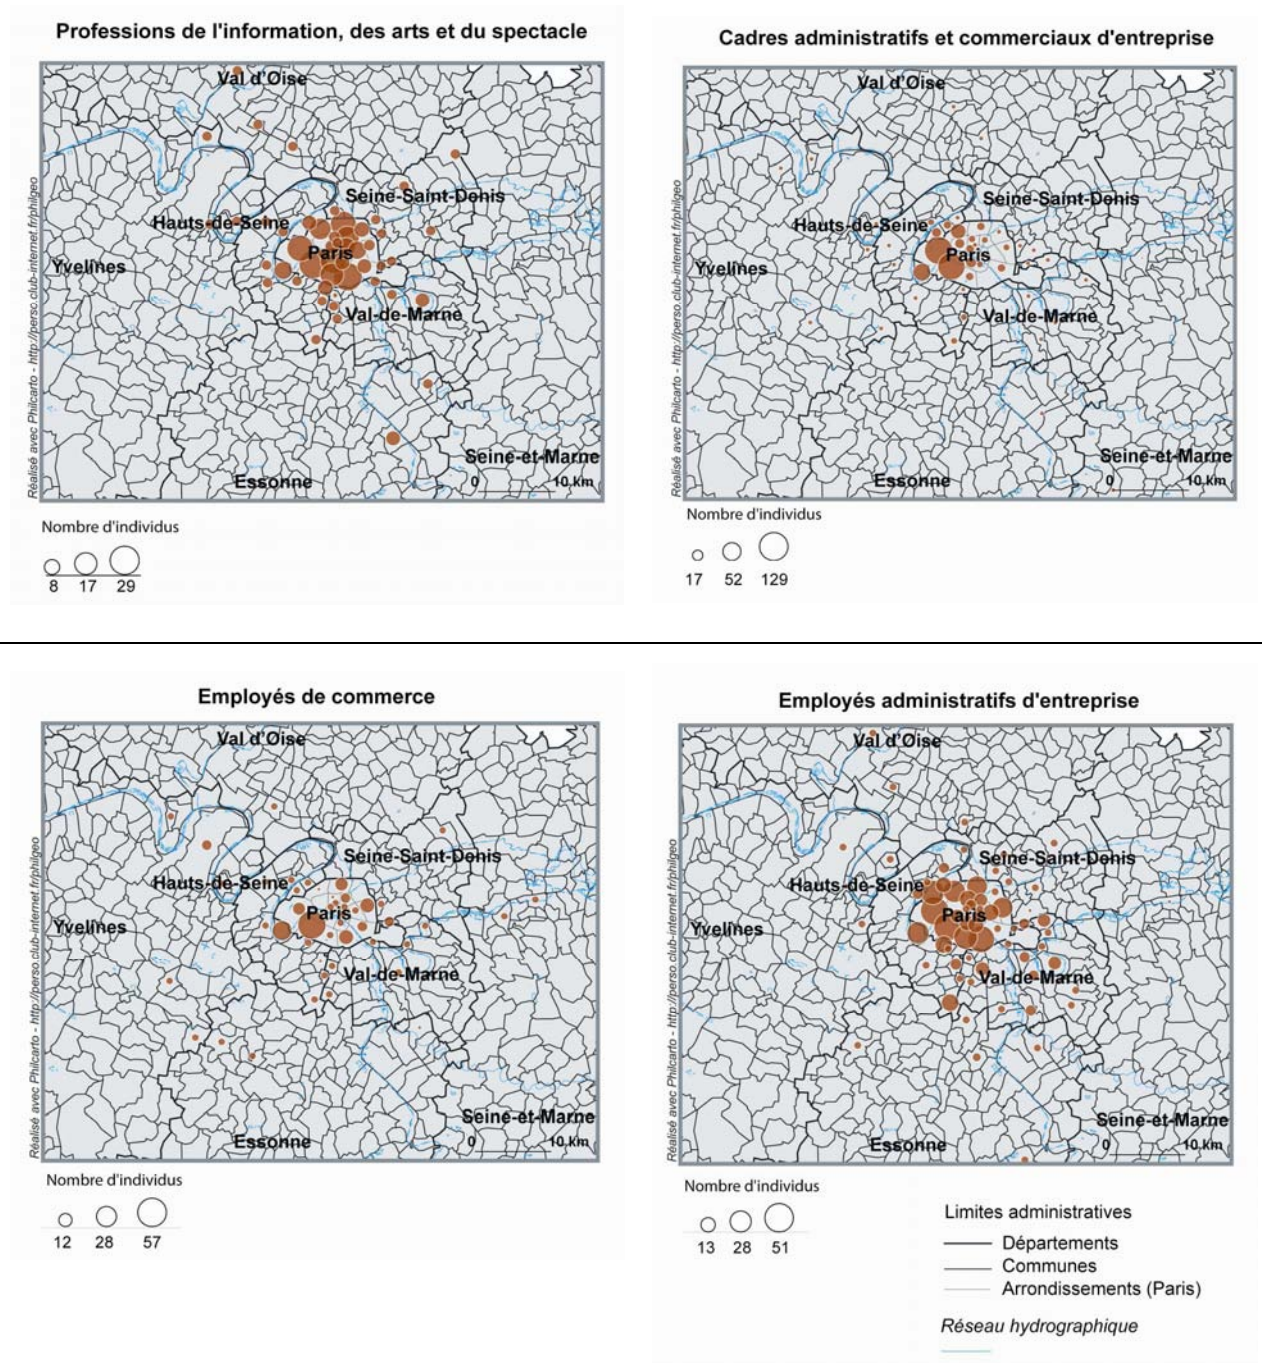 Professions de l'information, des arts et du spectacle
Val d'Oise
Seine-Saint-Denis
Hauts-de-Seine
Paris
Yvelines
Val-de-Marne
Seine-et-Marne
Essonne
0 10 km
Réalisé avec Philcarto - http://perso.club-internet.fr/philgeo
Nombre d'individus
8 17 29
Cadres administratifs et commerciaux d'entreprise
Val d'Oise
Seine-Saint-Denis
Hauts-de-Seine
Paris
Yvelines
Val-de-Marne
Seine-et-Marne
Essonne
0 10 km
Réalisé avec Philcarto - http://perso.club-internet.fr/philgeo
Nombre d'individus
17 52 129
Employés de commerce
Val d'Oise
Seine-Saint-Denis
Hauts-de-Seine
Paris
Yvelines
Val-de-Marne
Seine-et-Marne
Essonne
0 10 km
Réalisé avec Philcarto - http://perso.club-internet.fr/philgeo
Nombre d'individus
12 28 57
Employés administratifs d'entreprise
Val d'Oise
Seine-Saint-Denis
Hauts-de-Seine
Paris
Yvelines
Val-de-Marne
Seine-et-Marne
Essonne
0 10 km
Réalisé avec Philcarto - http://perso.club-internet.fr/philgeo
Nombre d'individus
13 28 51
Limites administratives
Départements
Communes
Arrondissements (Paris)
Réseau hydrographique